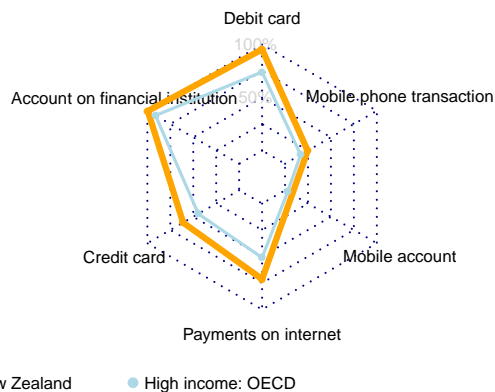 Debit card
100%
Account on financial institution
50%
Mobile phone transaction
Credit card
Mobile account
Payments on internet
w Zealand
High income: OECD